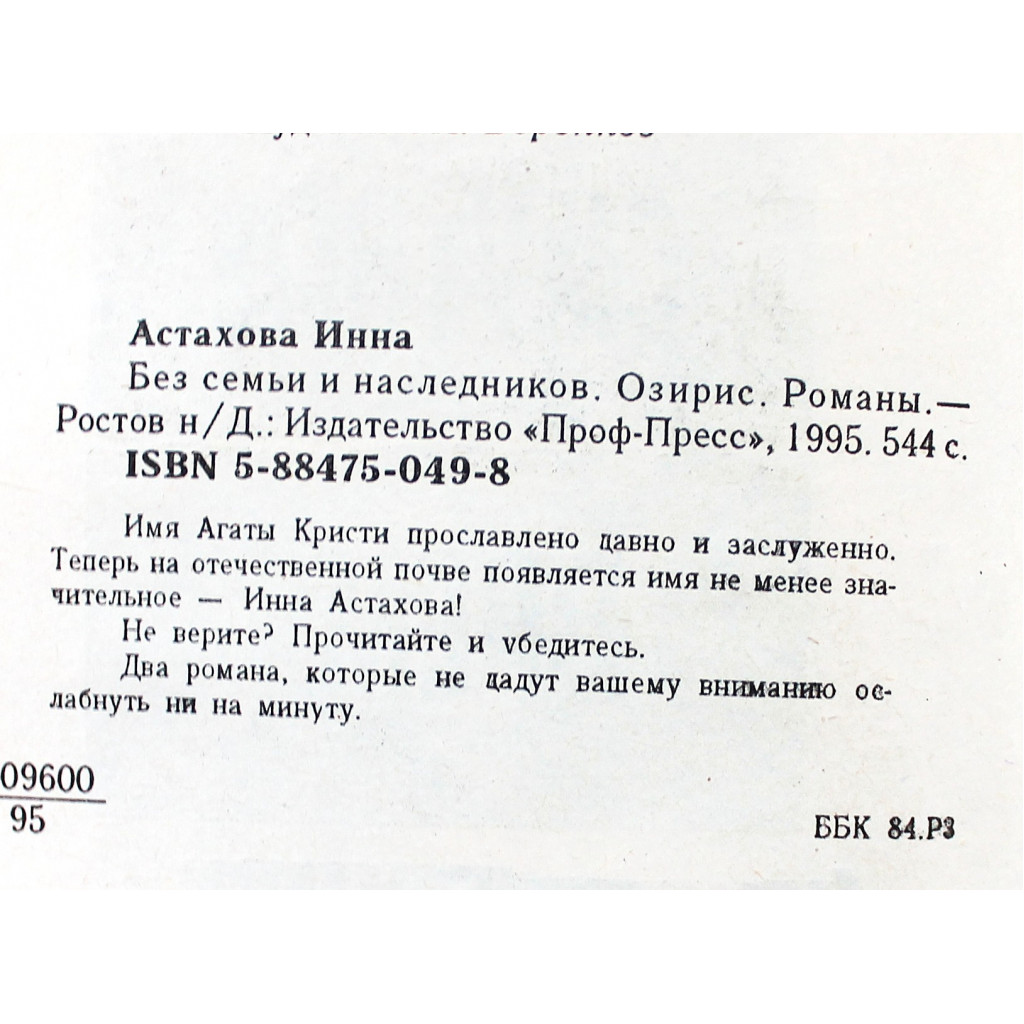 Астахова Инна
Без семьи и наследников. Озирис. Романы.—
Ростов н/Д.: Издательство «Проф-Пресс», 1995. 544 с.
ISBN 5-88475-049-8
Имя Агаты Кристи прославлено давно и заслуженно.
Теперь на отечественной почве появляется имя не менее зна-
чительное — Инна Астахова!
Не верите? Прочитайте и убедитесь.
Два романа, которые не дадут вашему вниманию ос-
лабнуть ни на минуту.
09600
95
ББК 84.Р3